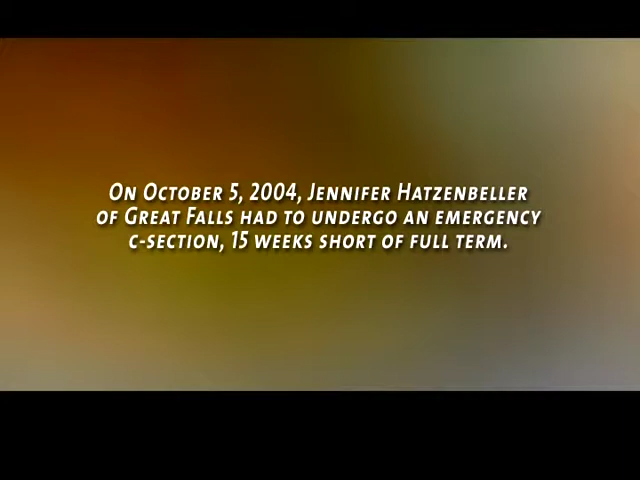 On October 5, 2004, Jennifer Hatzenbeller
of Great Falls had to undergo an emergency
c-section, 15 weeks short of full term.